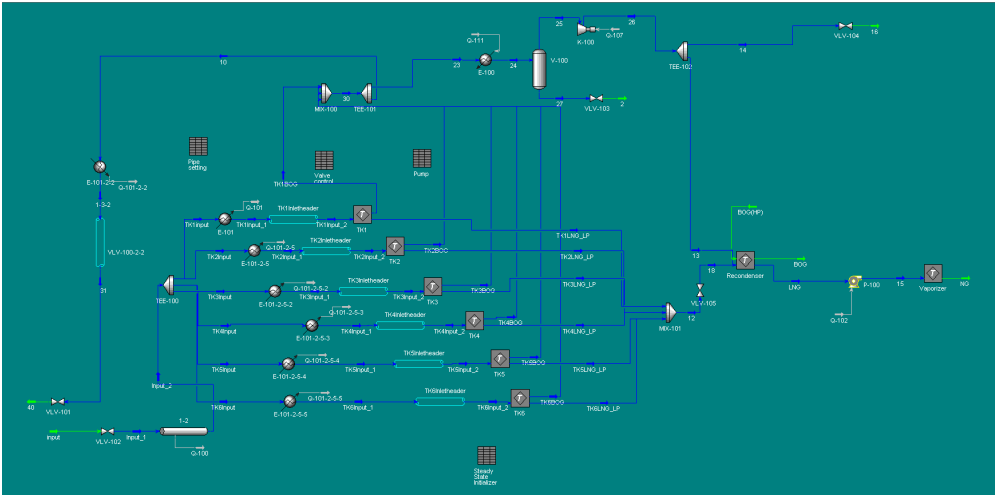 25
26
K-100
Q-107
14
VLV-104
16
Q-111
10
23
E-100
24
V-100
TEE-102
30
MIX-100
TEE-101
27
VLV-103
2
Pipe
setting
Valve
control
Pump
E-101-2-2
Q-101-2-2
TK1BOG
1-3-2
Q-101
TK1Inletheader
BOG(HP)
TK1Input
E-101
TK1Input_1
TK1Input_2
TK1
TK1LNG_LP
Q-101-2-5
TK2Inletheader
VLV-100-2-2
TK2Input
E-101-2-5
TK2Input_1
TK2Input_2
TK2
TK2BOG
TK2LNG_LP
13
18
Recondenser
BOG
31
TEE-100
Q-101-2-5-2
TK3Inletheader
TK3Input
E-101-2-5-2
TK3Input_1
TK3Input_2
TK3
TK3BOG
TK3LNG_LP
VLV-105
LNG
P-100
15
Vaporizer
NG
Q-101-2-5-3
TK4Inletheader
TK4Input
E-101-2-5-3
TK4Input_1
TK4Input_2
TK4
TK4BOG
TK4LNG_LP
MIX-101
12
Q-102
Q-101-2-5-4
TK5Inletheader
TK5Input
E-101-2-5-4
TK5Input_1
TK5Input_2
TK5
TK5BOG
TK5LNG_LP
Input_2
Q-101-2-5-5
TK6Inletheader
40
VLV-101
TK6Input
E-101-2-5-5
TK6Input_1
TK6Input_2
TK6
TK6BOG
TK6LNG_LP
1-2
Input
VLV-102
Input_1
Q-100
Steady
State
Initializer